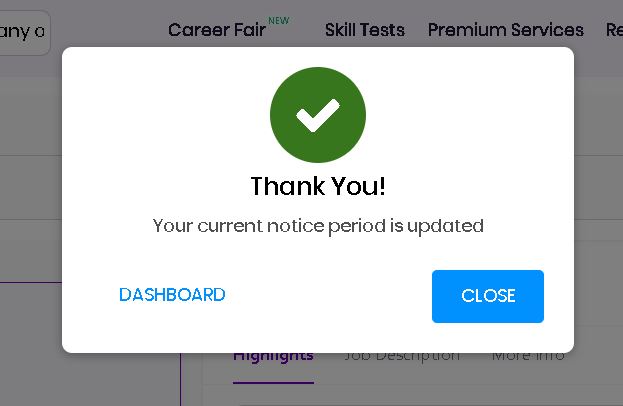 any o
Career Fair NEW
Skill Tests
Premium Services
Re
Thank You!
Your current notice period is updated
DASHBOARD
CLOSE
Highlights
Job Description
More Info